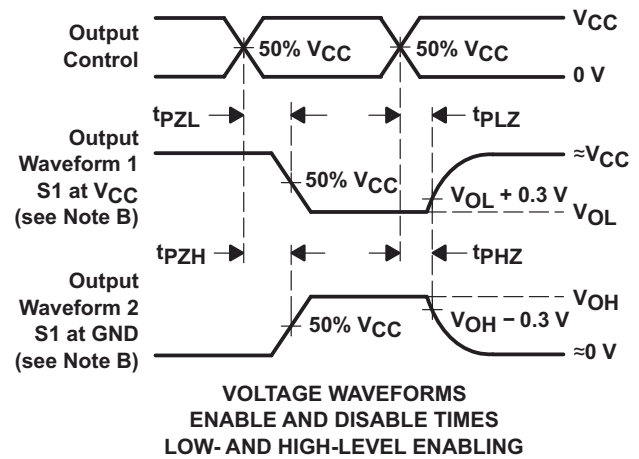 Output
Control
50% VCC
50% VCC
VCC
0 V
tPZL
tPLZ
Output
Waveform 1
S1 at VCC
(see Note B)
50% VCC
≈VCC
VOL + 0.3 V
VOL
tPZH
tPHZ
Output
Waveform 2
S1 at GND
(see Note B)
50% VCC
VOH
VOH − 0.3 V
≈0 V
VOLTAGE WAVEFORMS
ENABLE AND DISABLE TIMES
LOW- AND HIGH-LEVEL ENABLING